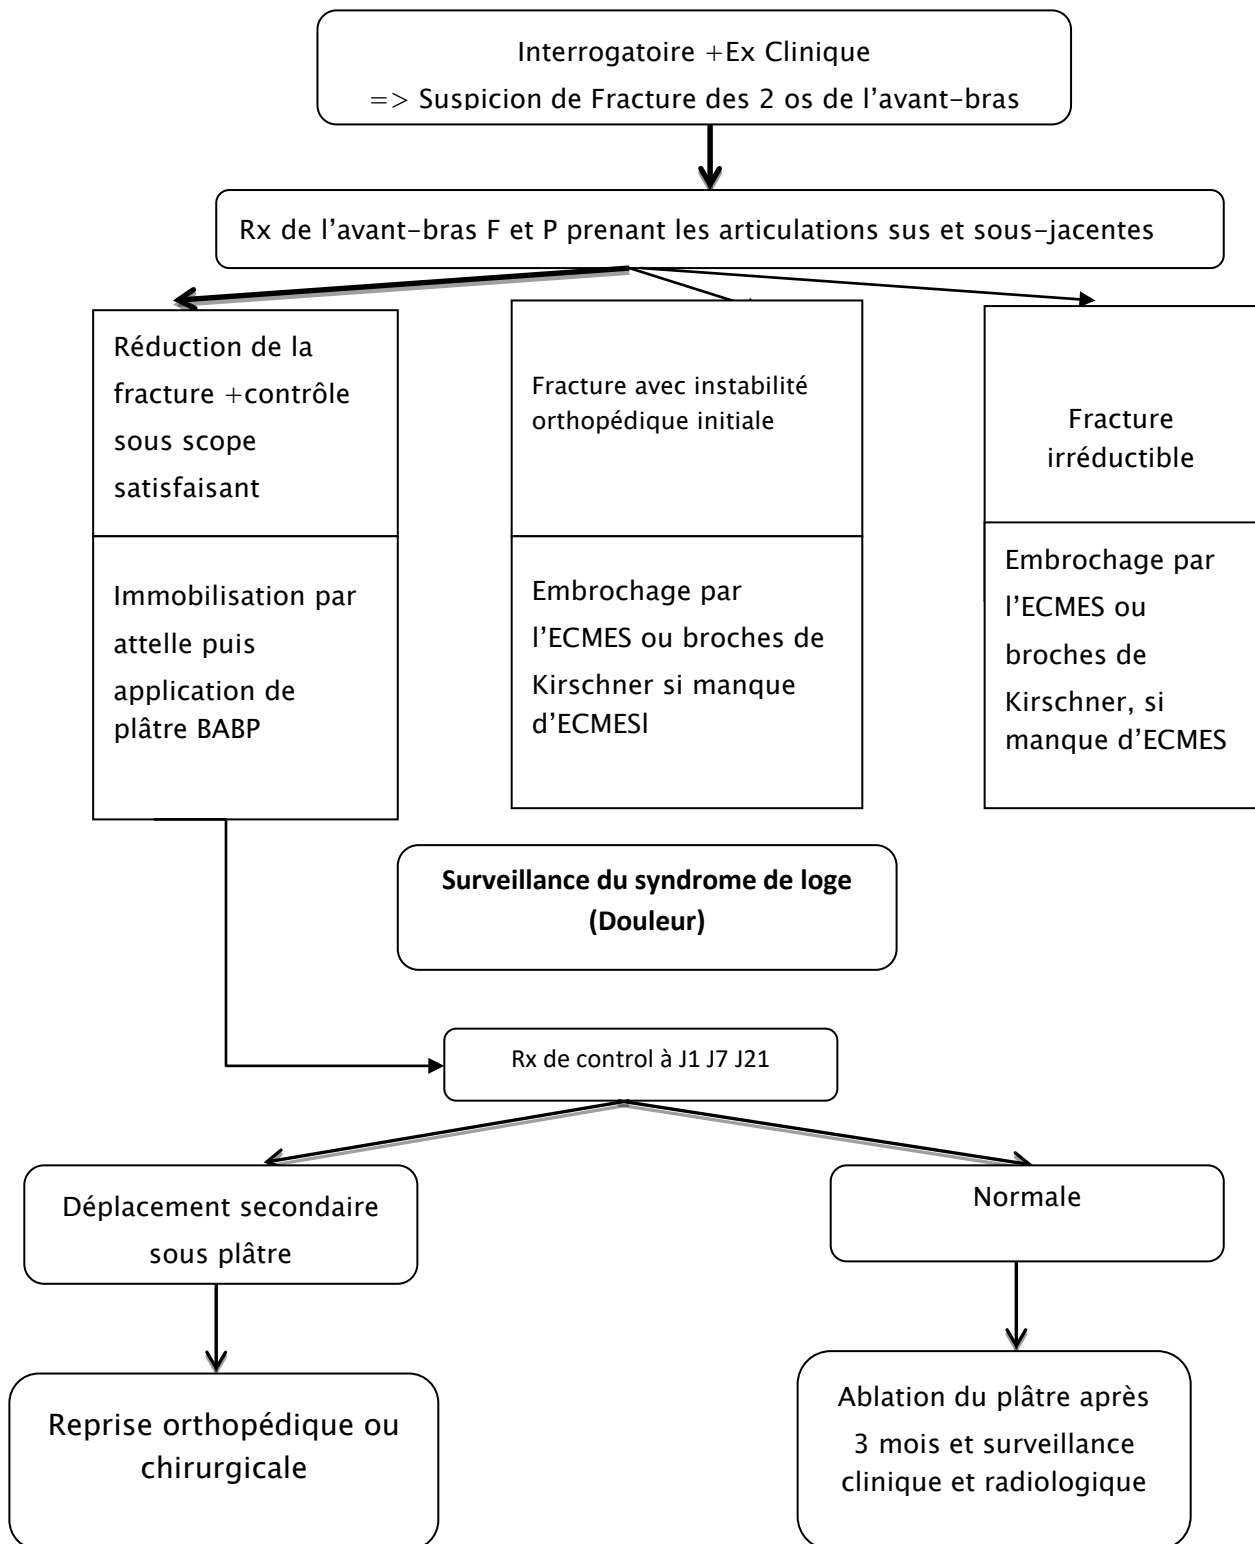 Interrogatoire +Ex Clinique
=> Suspicion de Fracture des 2 os de l’avant-bras
Rx de l’avant-bras F et P prenant les articulations sus et sous-jacentes
Réduction de la
fracture +contrôle
sous scope
satisfaisant
Fracture avec instabilité
orthopédique initiale
Fracture
irréductible
Immobilisation par
attelle puis
application de
plâtre BABP
Embrochage par
l’ECMES ou broches de
Kirschner si manque
d’ECMESl
Embrochage par
l’ECMES ou
broches de
Kirschner, si
manque d’ECMES
Surveillance du syndrome de loge
(Douleur)
Rx de control à J1 J7 J21
Déplacement secondaire
sous plâtre
Normale
Reprise orthopédique ou
chirurgicale
Ablation du plâtre après
3 mois et surveillance
clinique et radiologique